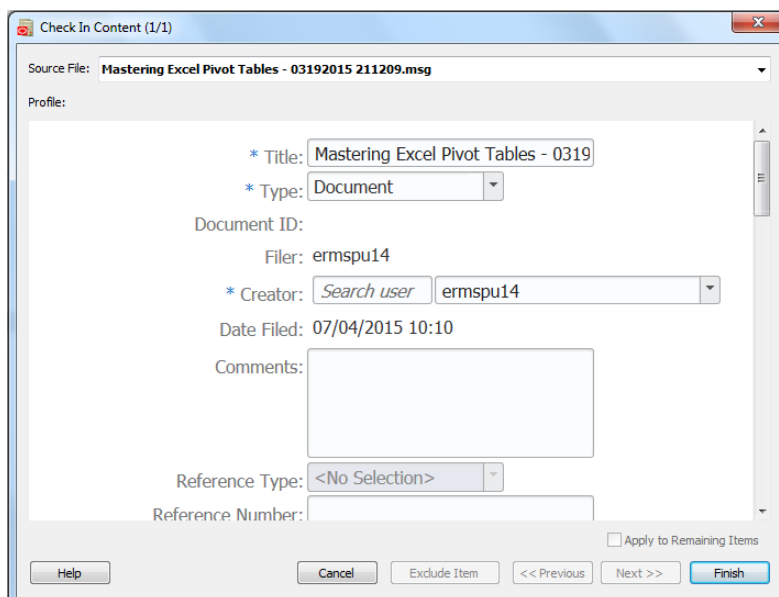 Check In Content (1/1)
Source File: Mastering Excel Pivot Tables - 03192015 211209.msg
Profile:
* Title: Mastering Excel Pivot Tables - 0319
* Type: Document
Document ID:
Filer: ermspu14
* Creator: Search user ermspu14
Date Filed: 07/04/2015 10:10
Comments:
Reference Type: <No Selection>
Reference Number:
Apply to Remaining Items
Help Cancel Exclude Item << Previous Next >> Finish